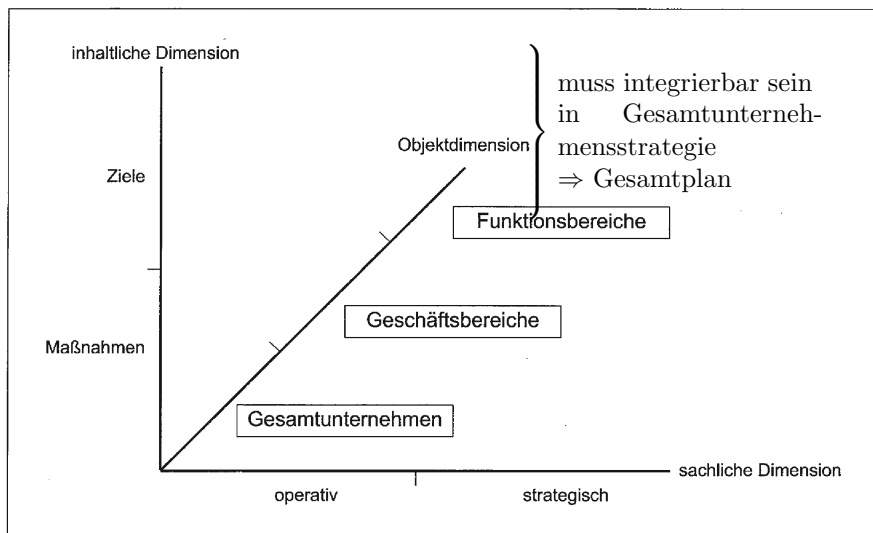 inhaltliche Dimension
muss integrierbar sein
in Gesamtunterneh-
mensstrategie
⇒ Gesamtplan
Objektdimension
Ziele
Funktionsbereiche
Geschäftsbereiche
Maßnahmen
Gesamtunternehmen
sachliche Dimension
operativ
strategisch